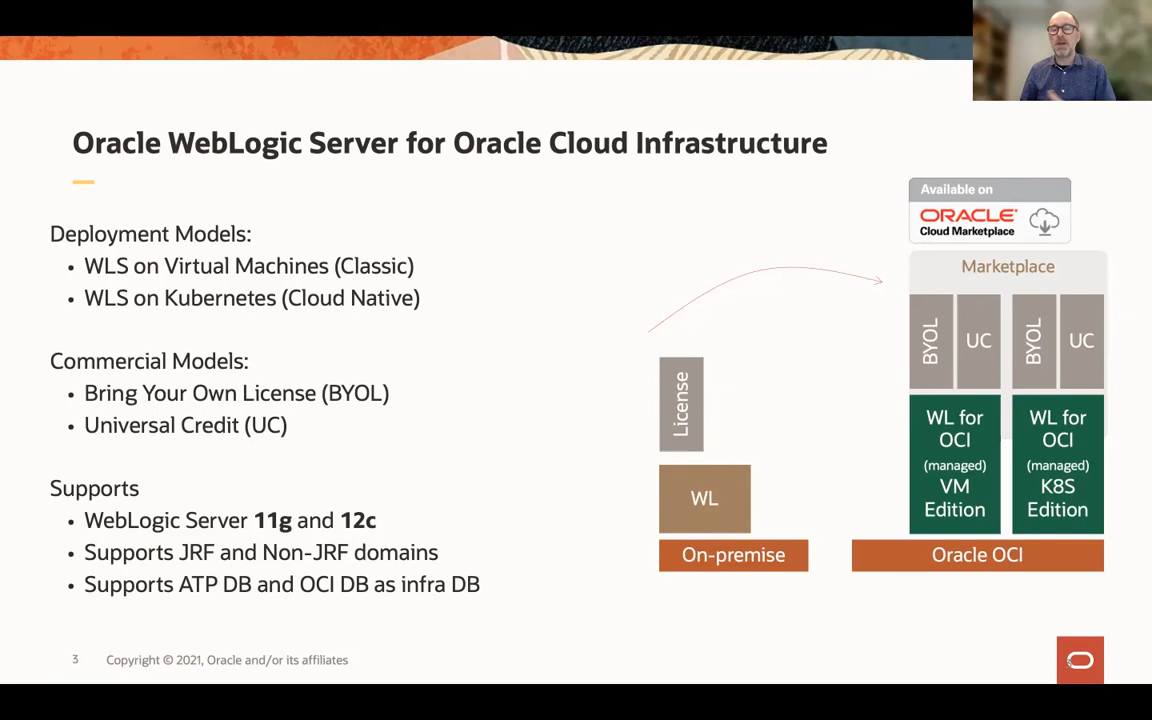 Oracle WebLogic Server for Oracle Cloud Infrastructure
Deployment Models:
• WLS on Virtual Machines (Classic)
• WLS on Kubernetes (Cloud Native)
Commercial Models:
• Bring Your Own License (BYOL)
• Universal Credit (UC)
Supports
• WebLogic Server 11g and 12c
• Supports JRF and Non-JRF domains
• Supports ATP DB and OCI DB as infra DB
License
WL
On-premise
Available on
ORACLE
Cloud Marketplace
Marketplace
BYOL
UC
BYOL
UC
WL for
OCI
(managed)
VM
Edition
WL for
OCI
(managed)
K8S
Edition
Oracle OCI
3
Copyright © 2021, Oracle and/or its affiliates